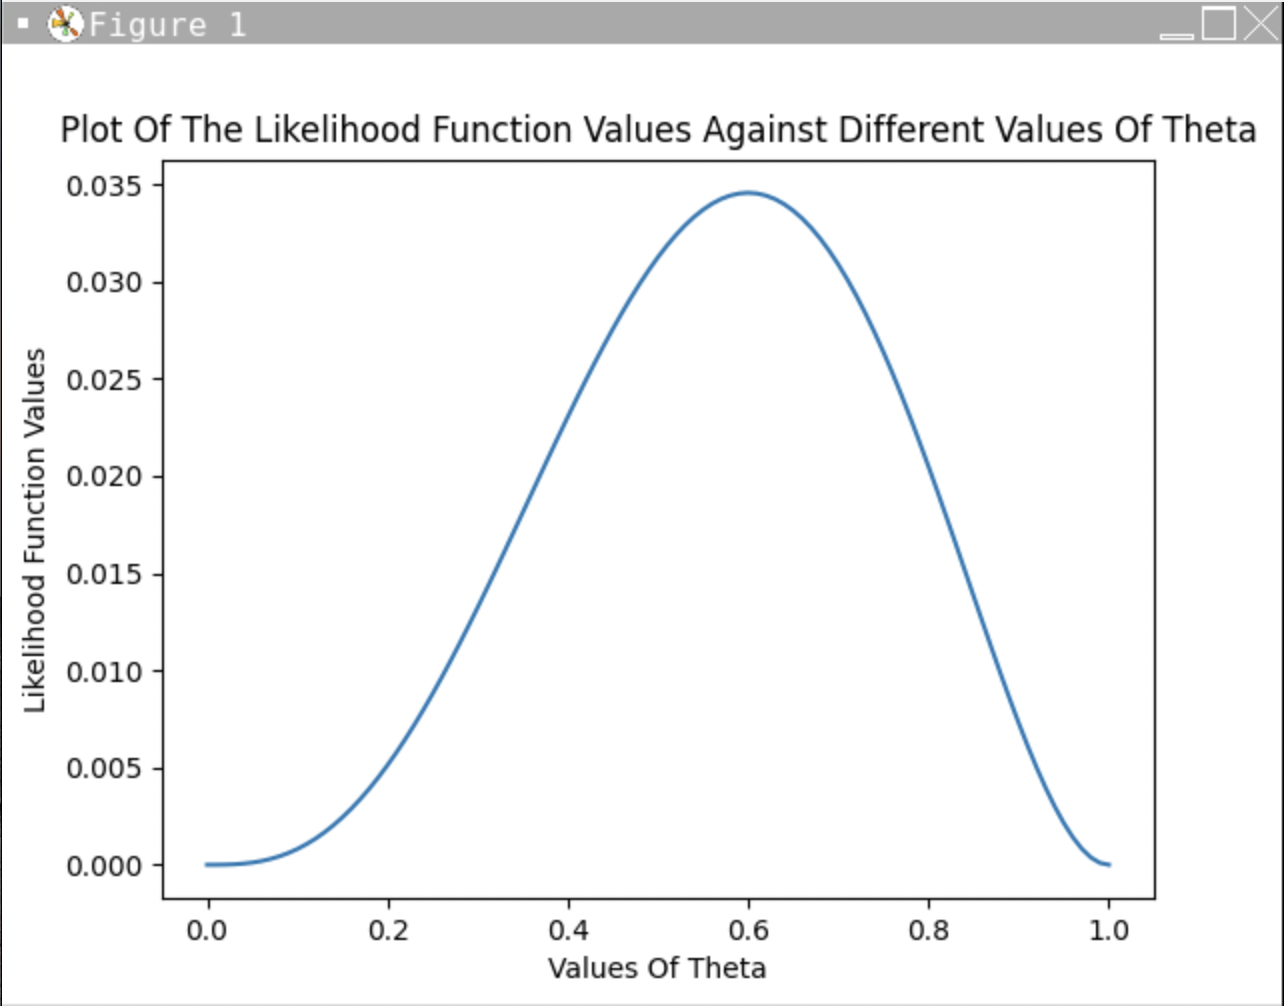 Figure 1
Plot Of The Likelihood Function Values Against Different Values Of Theta
Likelihood Function Values
0.035
0.030
0.025
0.020
0.015
0.010
0.005
0.000
0.0 0.2 0.4 0.6 0.8 1.0
Values Of Theta